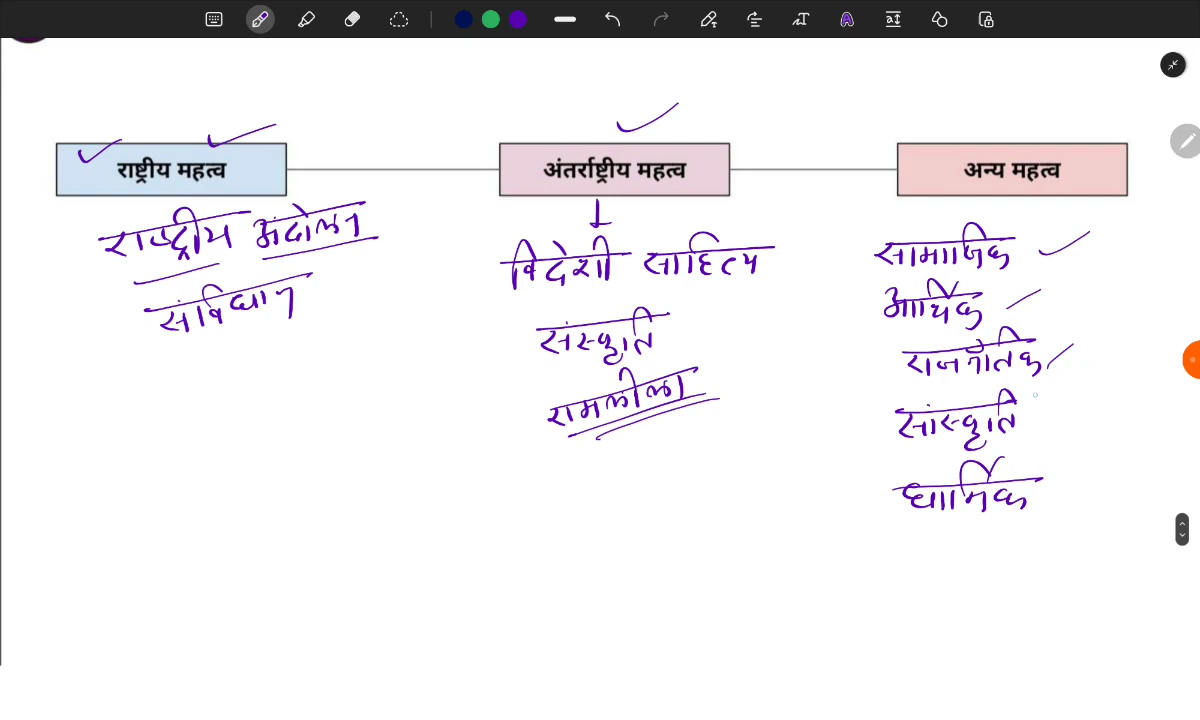 राष्ट्रीय महत्व
अंतर्राष्ट्रीय महत्व
अन्य महत्व
राष्ट्रीय अंदोलन
संविधान
विदेशी साहित्य
संस्कृति
रामलीला
सामाजिक
आर्थिक
राजनैतिक
सांस्कृति
धार्मिक